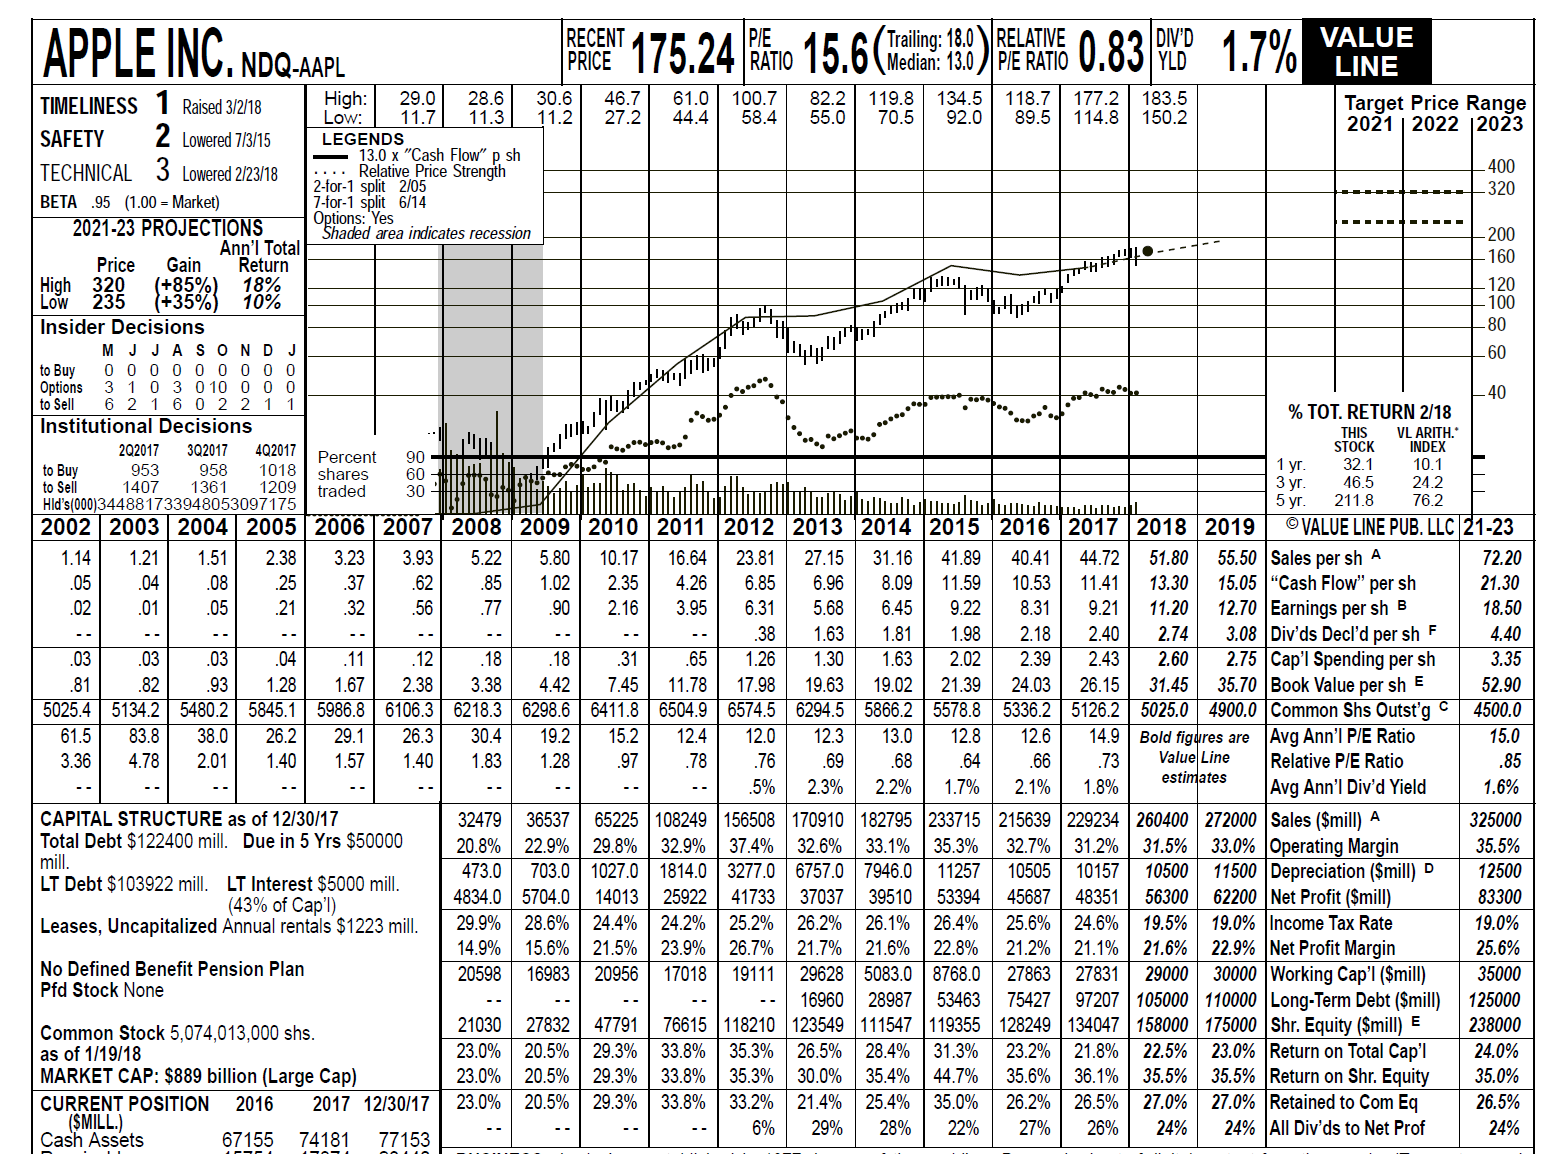 APPLE INC. NDQ-AAPL RECENT PRICE 175.24 P/E RATIO 15.6 (Trailing: 18.0 Median: 13.0) RELATIVE P/E RATIO 0.83 DIV'D YLD 1.7% VALUE LINE
TIMELINESS 1 Raised 3/2/18
SAFETY 2 Lowered 7/3/15
TECHNICAL 3 Lowered 2/23/18
BETA .95 (1.00 = Market)
2021-23 PROJECTIONS
Ann'l Total
Price Gain Return
High 320 (+85%) 18%
Low 235 (+35%) 10%
Insider Decisions
M J J A S O N D J
to Buy 0 0 0 0 0 0 0 0 0
Options 3 1 0 3 0 10 0 0 0
to Sell 6 2 1 6 0 2 2 1 1
Institutional Decisions
2Q2017 3Q2017 4Q2017
to Buy 953 958 1018
to Sell 1407 1361 1209
Hld's(000) 3448817 3394805 3097175
High: 29.0 28.6 30.6 46.7 61.0 100.7 82.2 119.8 134.5 118.7 177.2 183.5
Low: 11.7 11.3 11.2 27.2 44.4 58.4 55.0 70.5 92.0 89.5 114.8 150.2
LEGENDS
13.0 x "Cash Flow" p sh
. . . . Relative Price Strength
2-for-1 split 2/05
7-for-1 split 6/14
Options: Yes
Shaded area indicates recession
Target Price Range
2021 2022 2023
400
320
200
160
120
100
80
60
40
Percent 90
shares 60
traded 30
% TOT. RETURN 2/18
THIS STOCK VL ARITH.* INDEX
1 yr. 32.1 10.1
3 yr. 46.5 24.2
5 yr. 211.8 76.2
2002 2003 2004 2005 2006 2007 2008 2009 2010 2011 2012 2013 2014 2015 2016 2017 2018 2019 © VALUE LINE PUB. LLC 21-23
1.14 1.21 1.51 2.38 3.23 3.93 5.22 5.80 10.17 16.64 23.81 27.15 31.16 41.89 40.41 44.72 51.80 55.50 Sales per sh A 72.20
.05 .04 .08 .25 .37 .62 .85 1.02 2.35 4.26 6.85 6.96 8.09 11.59 10.53 11.41 13.30 15.05 "Cash Flow" per sh 21.30
.02 .01 .05 .21 .32 .56 .77 .90 2.16 3.95 6.31 5.68 6.45 9.22 8.31 9.21 11.20 12.70 Earnings per sh B 18.50
-- -- -- -- -- -- -- -- -- -- .38 1.63 1.81 1.98 2.18 2.40 2.74 3.08 Div'ds Decl'd per sh F 4.40
.03 .03 .03 .04 .11 .12 .18 .18 .31 .65 1.26 1.30 1.63 2.02 2.39 2.43 2.60 2.75 Cap'l Spending per sh 3.35
.81 .82 .93 1.28 1.67 2.38 3.38 4.42 7.45 11.78 17.98 19.63 19.02 21.39 24.03 26.15 31.45 35.70 Book Value per sh E 52.90
5025.4 5134.2 5480.2 5845.1 5986.8 6106.3 6218.3 6298.6 6411.8 6504.9 6574.5 6294.5 5866.2 5578.8 5336.2 5126.2 5025.0 4900.0 Common Shs Outst'g C 4500.0
61.5 83.8 38.0 26.2 29.1 26.3 30.4 19.2 15.2 12.4 12.0 12.3 13.0 12.8 12.6 14.9 Bold figures are Avg Ann'l P/E Ratio 15.0
3.36 4.78 2.01 1.40 1.57 1.40 1.83 1.28 .97 .78 .76 .69 .68 .64 .66 .73 Value Line Relative P/E Ratio .85
-- -- -- -- -- -- -- -- -- -- .5% 2.3% 2.2% 1.7% 2.1% 1.8% estimates Avg Ann'l Div'd Yield 1.6%
CAPITAL STRUCTURE as of 12/30/17
Total Debt $122400 mill. Due in 5 Yrs $50000
mill.
LT Debt $103922 mill. LT Interest $5000 mill.
(43% of Cap'l)
Leases, Uncapitalized Annual rentals $1223 mill.
No Defined Benefit Pension Plan
Pfd Stock None
Common Stock 5,074,013,000 shs.
as of 1/19/18
MARKET CAP: $889 billion (Large Cap)
CURRENT POSITION 2016 2017 12/30/17
($MILL.)
Cash Assets 67155 74181 77153
32479 36537 65225 108249 156508 170910 182795 233715 215639 229234 260400 272000 Sales ($mill) A 325000
20.8% 22.9% 29.8% 32.9% 37.4% 32.6% 33.1% 35.3% 32.7% 31.2% 31.5% 33.0% Operating Margin 35.5%
473.0 703.0 1027.0 1814.0 3277.0 6757.0 7946.0 11257 10505 10157 10500 11500 Depreciation ($mill) D 12500
4834.0 5704.0 14013 25922 41733 37037 39510 53394 45687 48351 56300 62200 Net Profit ($mill) 83300
29.9% 28.6% 24.4% 24.2% 25.2% 26.2% 26.1% 26.4% 25.6% 24.6% 19.5% 19.0% Income Tax Rate 19.0%
14.9% 15.6% 21.5% 23.9% 26.7% 21.7% 21.6% 22.8% 21.2% 21.1% 21.6% 22.9% Net Profit Margin 25.6%
20598 16983 20956 17018 19111 29628 5083.0 8768.0 27863 27831 29000 30000 Working Cap'l ($mill) 35000
-- -- -- -- -- 16960 28987 53463 75427 97207 105000 110000 Long-Term Debt ($mill) 125000
21030 27832 47791 76615 118210 123549 111547 119355 128249 134047 158000 175000 Shr. Equity ($mill) E 238000
23.0% 20.5% 29.3% 33.8% 35.3% 26.5% 28.4% 31.3% 23.2% 21.8% 22.5% 23.0% Return on Total Cap'l 24.0%
23.0% 20.5% 29.3% 33.8% 35.3% 30.0% 35.4% 44.7% 35.6% 36.1% 35.5% 35.5% Return on Shr. Equity 35.0%
23.0% 20.5% 29.3% 33.8% 33.2% 21.4% 25.4% 35.0% 26.2% 26.5% 27.0% 27.0% Retained to Com Eq 26.5%
-- -- -- -- 6% 29% 28% 22% 27% 26% 24% 24% All Div'ds to Net Prof 24%